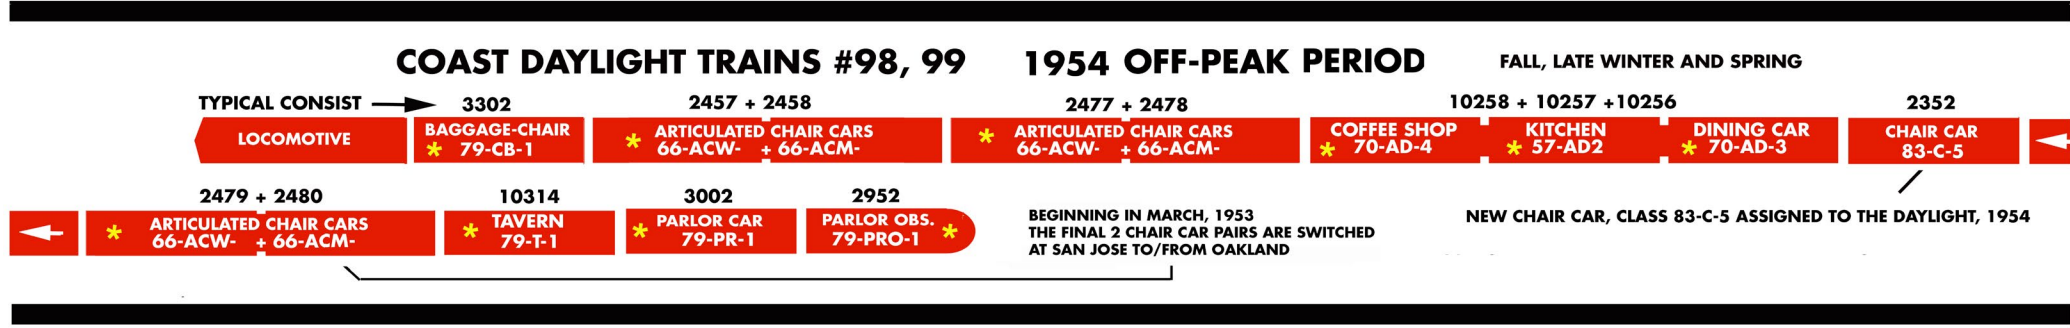 COAST DAYLIGHT TRAINS #98, 99 1954 OFF-PEAK PERIOD FALL, LATE WINTER AND SPRING
TYPICAL CONSIST 3302 2457 + 2458 2477 + 2478 10258 + 10257 +10256 2352
LOCOMOTIVE
BAGGAGE-CHAIR
* 79-CB-1
* ARTICULATED CHAIR CARS
66-ACW- + 66-ACM-
* ARTICULATED CHAIR CARS
66-ACW- + 66-ACM-
COFFEE SHOP
* 70-AD-4
KITCHEN
* 57-AD2
DINING CAR
* 70-AD-3
CHAIR CAR
83-C-5
2479 + 2480 10314 3002 2952
* ARTICULATED CHAIR CARS
66-ACW- + 66-ACM-
* TAVERN
79-T-1
* PARLOR CAR
79-PR-1
PARLOR OBS. *
79-PRO-1
BEGINNING IN MARCH, 1953
THE FINAL 2 CHAIR CAR PAIRS ARE SWITCHED
AT SAN JOSE TO/FROM OAKLAND
NEW CHAIR CAR, CLASS 83-C-5 ASSIGNED TO THE DAYLIGHT, 1954